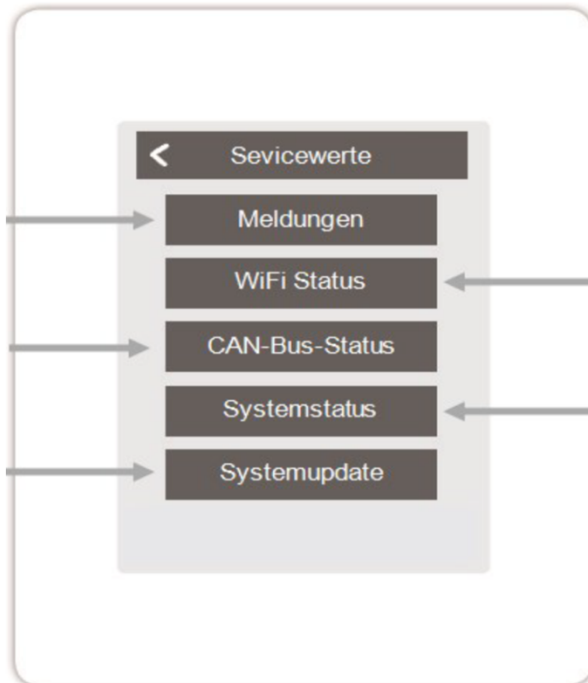 Sevicewerte
Meldungen
WiFi Status
CAN-Bus-Status
Systemstatus
Systemupdate